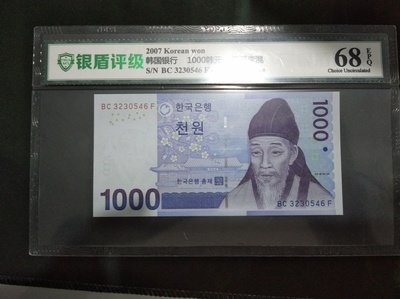 银盾评级
2007 Korean won
韩国银行 1000韩元
S/N BC 3230546 F
68
EPQ
Choice Uncirculated
BC 3230546 F
한국은행
천원
1000
한국은행 총재
1000
BC 3230546 F